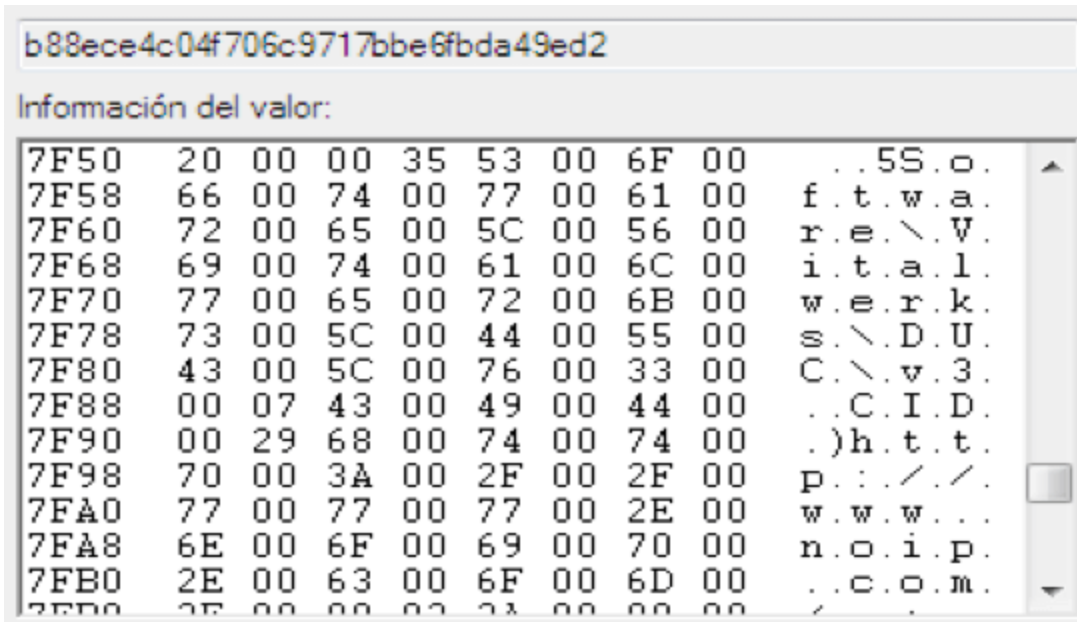 b88ece4c04f706c9717bbe6fbda49ed2
Información del valor:
7F50 20 00 00 35 53 00 6F 00 ..5S.o.
7F58 66 00 74 00 77 00 61 00 f.t.w.a.
7F60 72 00 65 00 5C 00 56 00 r.e.\.V.
7F68 69 00 74 00 61 00 6C 00 i.t.a.l.
7F70 77 00 65 00 72 00 6B 00 w.e.r.k.
7F78 73 00 5C 00 44 00 55 00 s.\.D.U.
7F80 43 00 5C 00 76 00 33 00 C.\.v.3.
7F88 00 07 43 00 49 00 44 00 ..C.I.D.
7F90 00 29 68 00 74 00 74 00 .)h.t.t.
7F98 70 00 3A 00 2F 00 2F 00 p.:././.
7FA0 77 00 77 00 77 00 2E 00 w.w.w...
7FA8 6E 00 6F 00 69 00 70 00 n.o.i.p.
7FB0 2E 00 63 00 6F 00 6D 00 ..c.o.m.